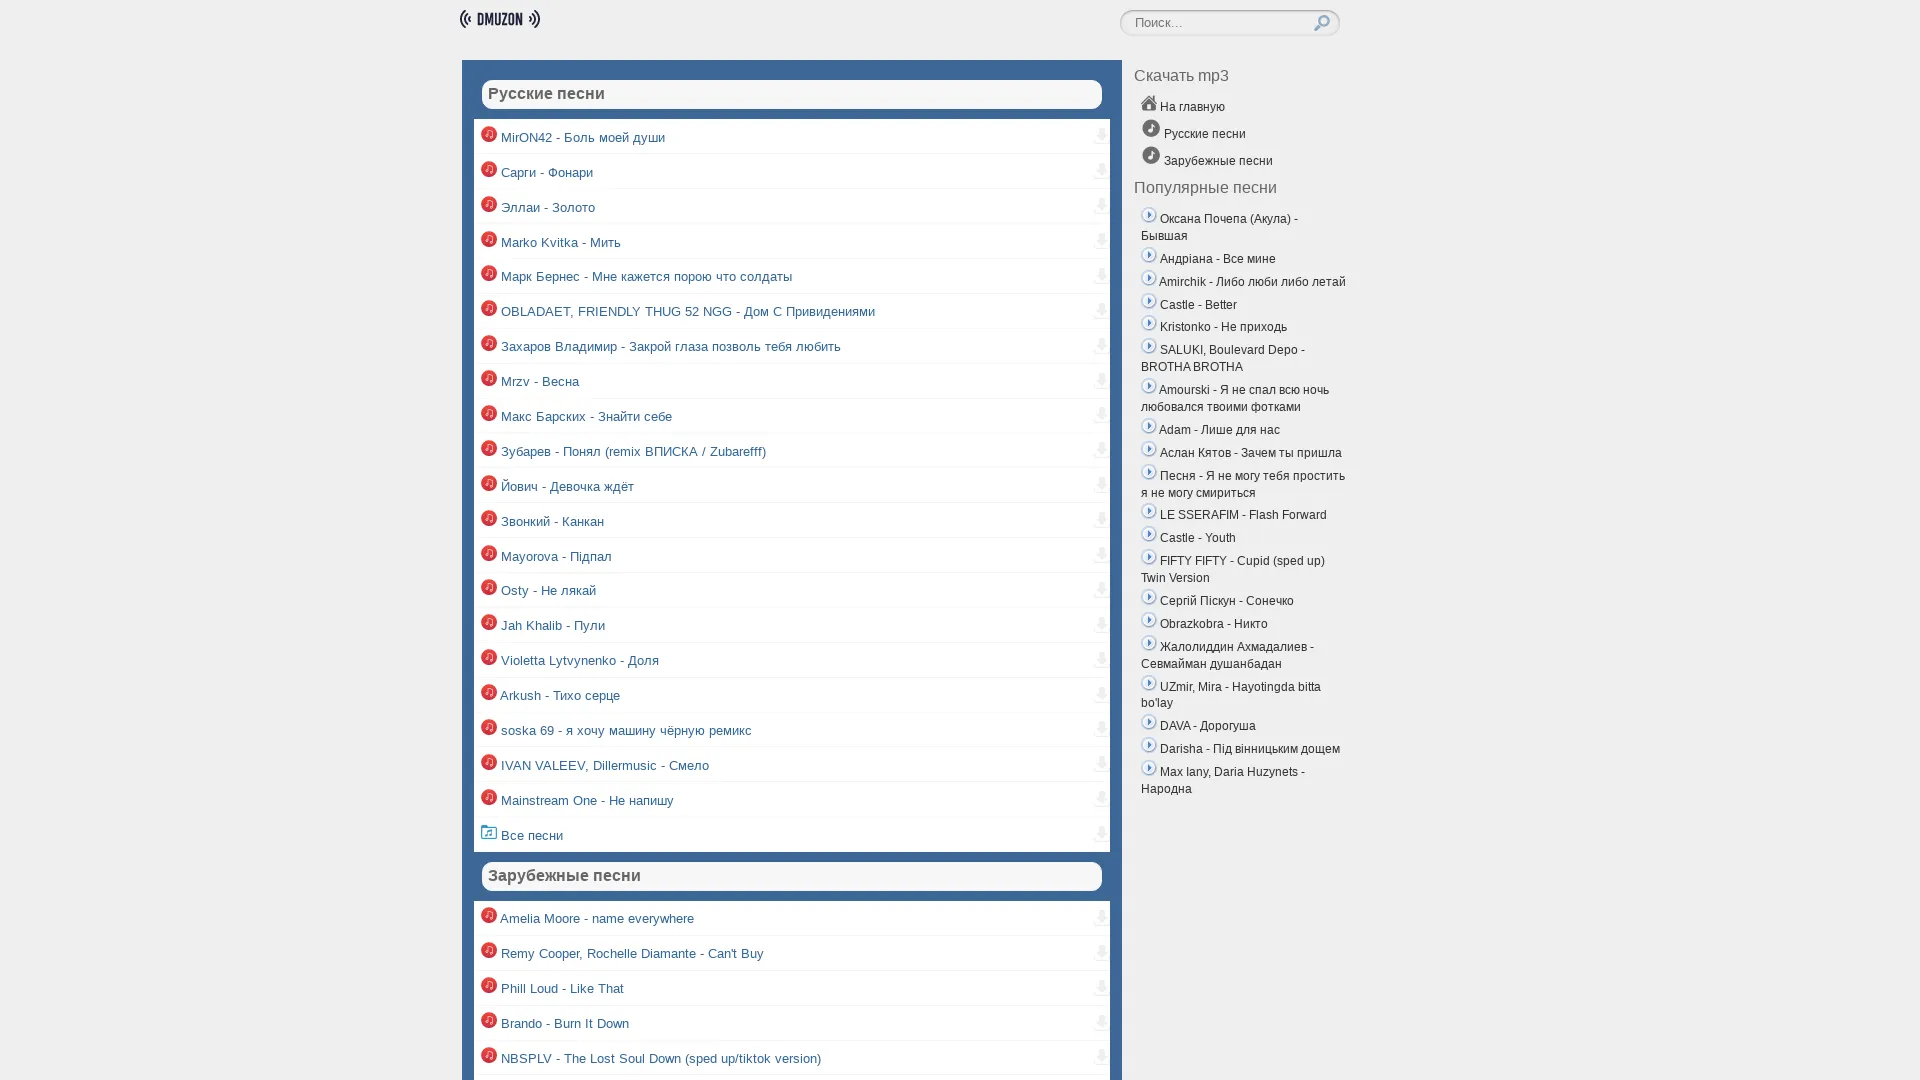 DMUZON
Поиск...
Русские песни
MirON42 - Боль моей души
Сарги - Фонари
Эллаи - Золото
Marko Kvitka - Мить
Марк Бернес - Мне кажется порою что солдаты
OBLADAET, FRIENDLY THUG 52 NGG - Дом С Привидениями
Захаров Владимир - Закрой глаза позволь тебя любить
Mrzv - Весна
Макс Барских - Знайти себе
Зубарев - Понял (remix ВПИСКА / Zubarefff)
Йович - Девочка ждёт
Звонкий - Канкан
Mayorova - Підпал
Osty - Не лякай
Jah Khalib - Пули
Violetta Lytvynenko - Доля
Arkush - Тихо серце
soska 69 - я хочу машину чёрную ремикс
IVAN VALEEV, Dillermusic - Смело
Mainstream One - Не напишу
Все песни
Зарубежные песни
Amelia Moore - name everywhere
Remy Cooper, Rochelle Diamante - Can't Buy
Phill Loud - Like That
Brando - Burn It Down
NBSPLV - The Lost Soul Down (sped up/tiktok version)
Скачать mp3
На главную
Русские песни
Зарубежные песни
Популярные песни
Оксана Почепа (Акула) -
Бывшая
Андріана - Все мине
Amirchik - Либо люби либо летай
Castle - Better
Kristonko - Не приходь
SALUKI, Boulevard Depo -
BROTHA BROTHA
Amourski - Я не спал всю ночь
любовался твоими фотками
Adam - Лише для нас
Аслан Кятов - Зачем ты пришла
Песня - Я не могу тебя простить
я не могу смириться
LE SSERAFIM - Flash Forward
Castle - Youth
FIFTY FIFTY - Cupid (sped up)
Twin Version
Сергій Піскун - Сонечко
Obrazkobra - Никто
Жалолиддин Ахмадалиев -
Севмайман душанбадан
UZmir, Mira - Hayotingda bitta
bo'lay
DAVA - Дорогуша
Darisha - Під вінницьким дощем
Max Iany, Daria Huzynets -
Народна